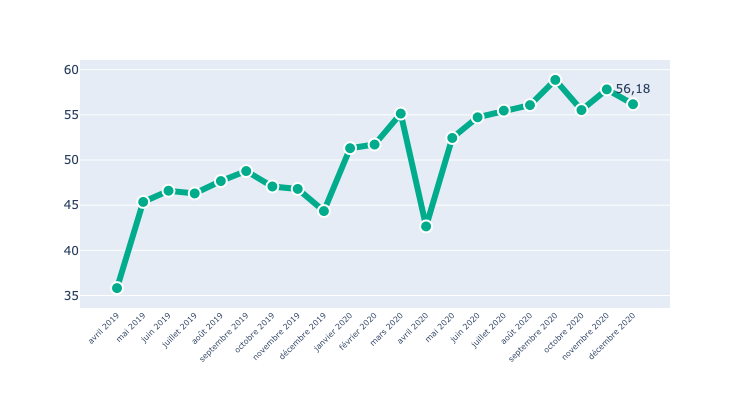 60
55
50
45
40
35
56,18
avril 2019
mai 2019
juin 2019
juillet 2019
août 2019
septembre 2019
octobre 2019
novembre 2019
décembre 2019
janvier 2020
février 2020
mars 2020
avril 2020
mai 2020
juin 2020
juillet 2020
août 2020
septembre 2020
octobre 2020
novembre 2020
décembre 2020